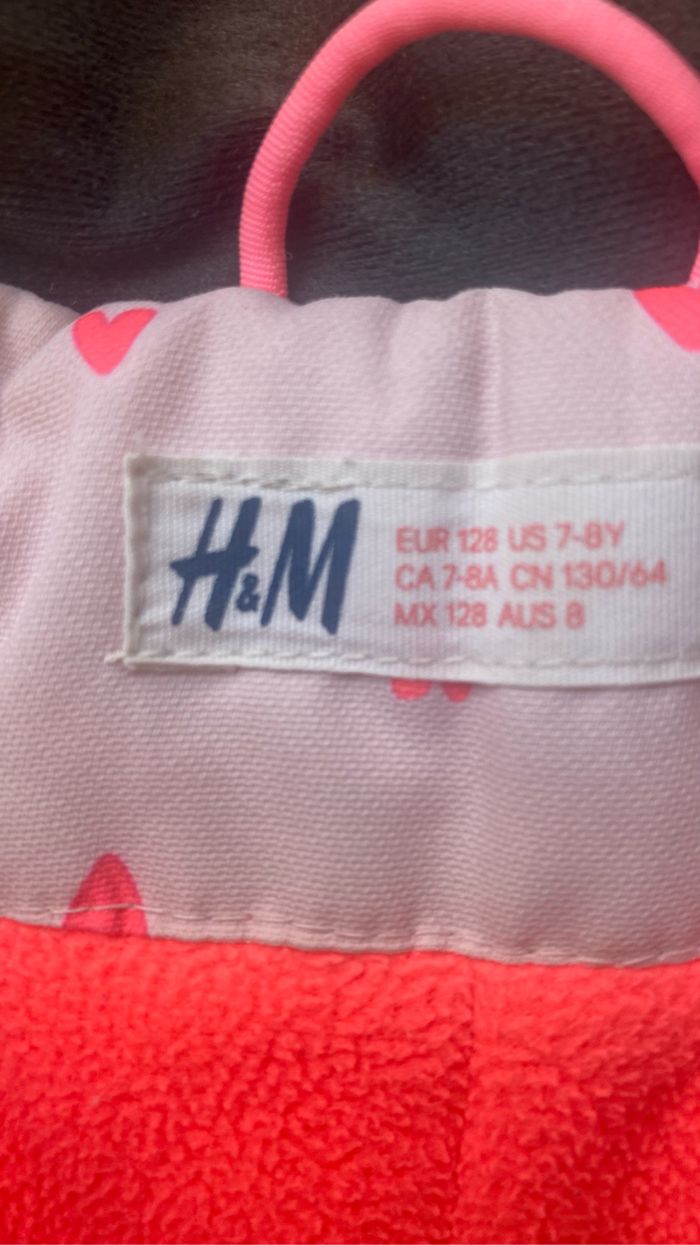 H&M
EUR 128 US 7-8Y
CA 7-8A CN 130/64
MX 128 AUS 8